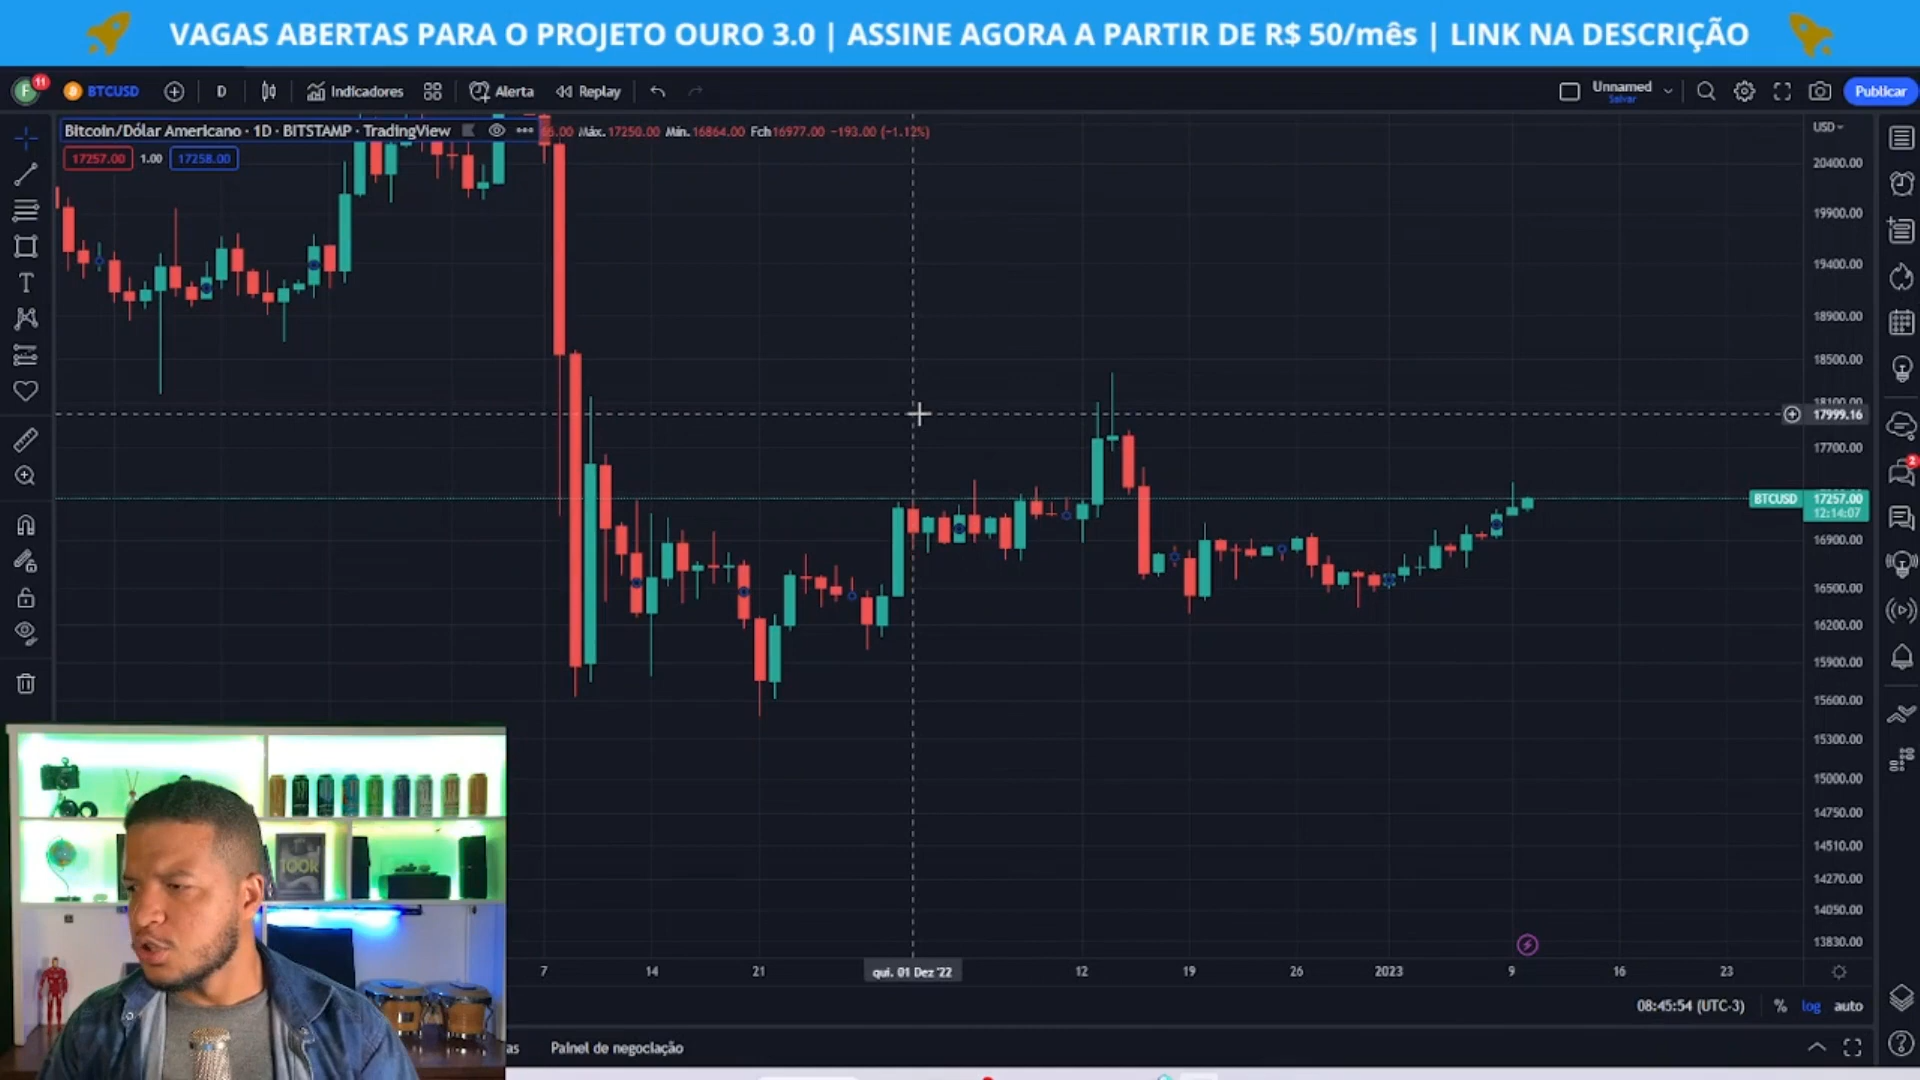 VAGAS ABERTAS PARA O PROJETO OURO 3.0 | ASSINE AGORA A PARTIR DE R$ 50/mês | LINK NA DESCRIÇÃO
F 11 BTCUSD D Indicadores Alerta Replay Unnamed Salvar Publicar
Bitcoin/Dólar Americano · 1D · BITSTAMP · TradingView Máx.17250.00 Mín.16864.00 Fch16977.00 −193.00 (−1.12%)
17257.00 1.00 17258.00
USD
20400.00
19900.00
19400.00
18900.00
18500.00
17999.16
17700.00
BTCUSD 17257.00
12:14:07
16900.00
16500.00
16200.00
15900.00
15600.00
15300.00
15000.00
14750.00
14510.00
14270.00
14050.00
13830.00
2
100k
7 14 21 qui. 01 Dez '22 12 19 26 2023 9 16 23
08:45:54 (UTC-3) % log auto
as Painel de negociação